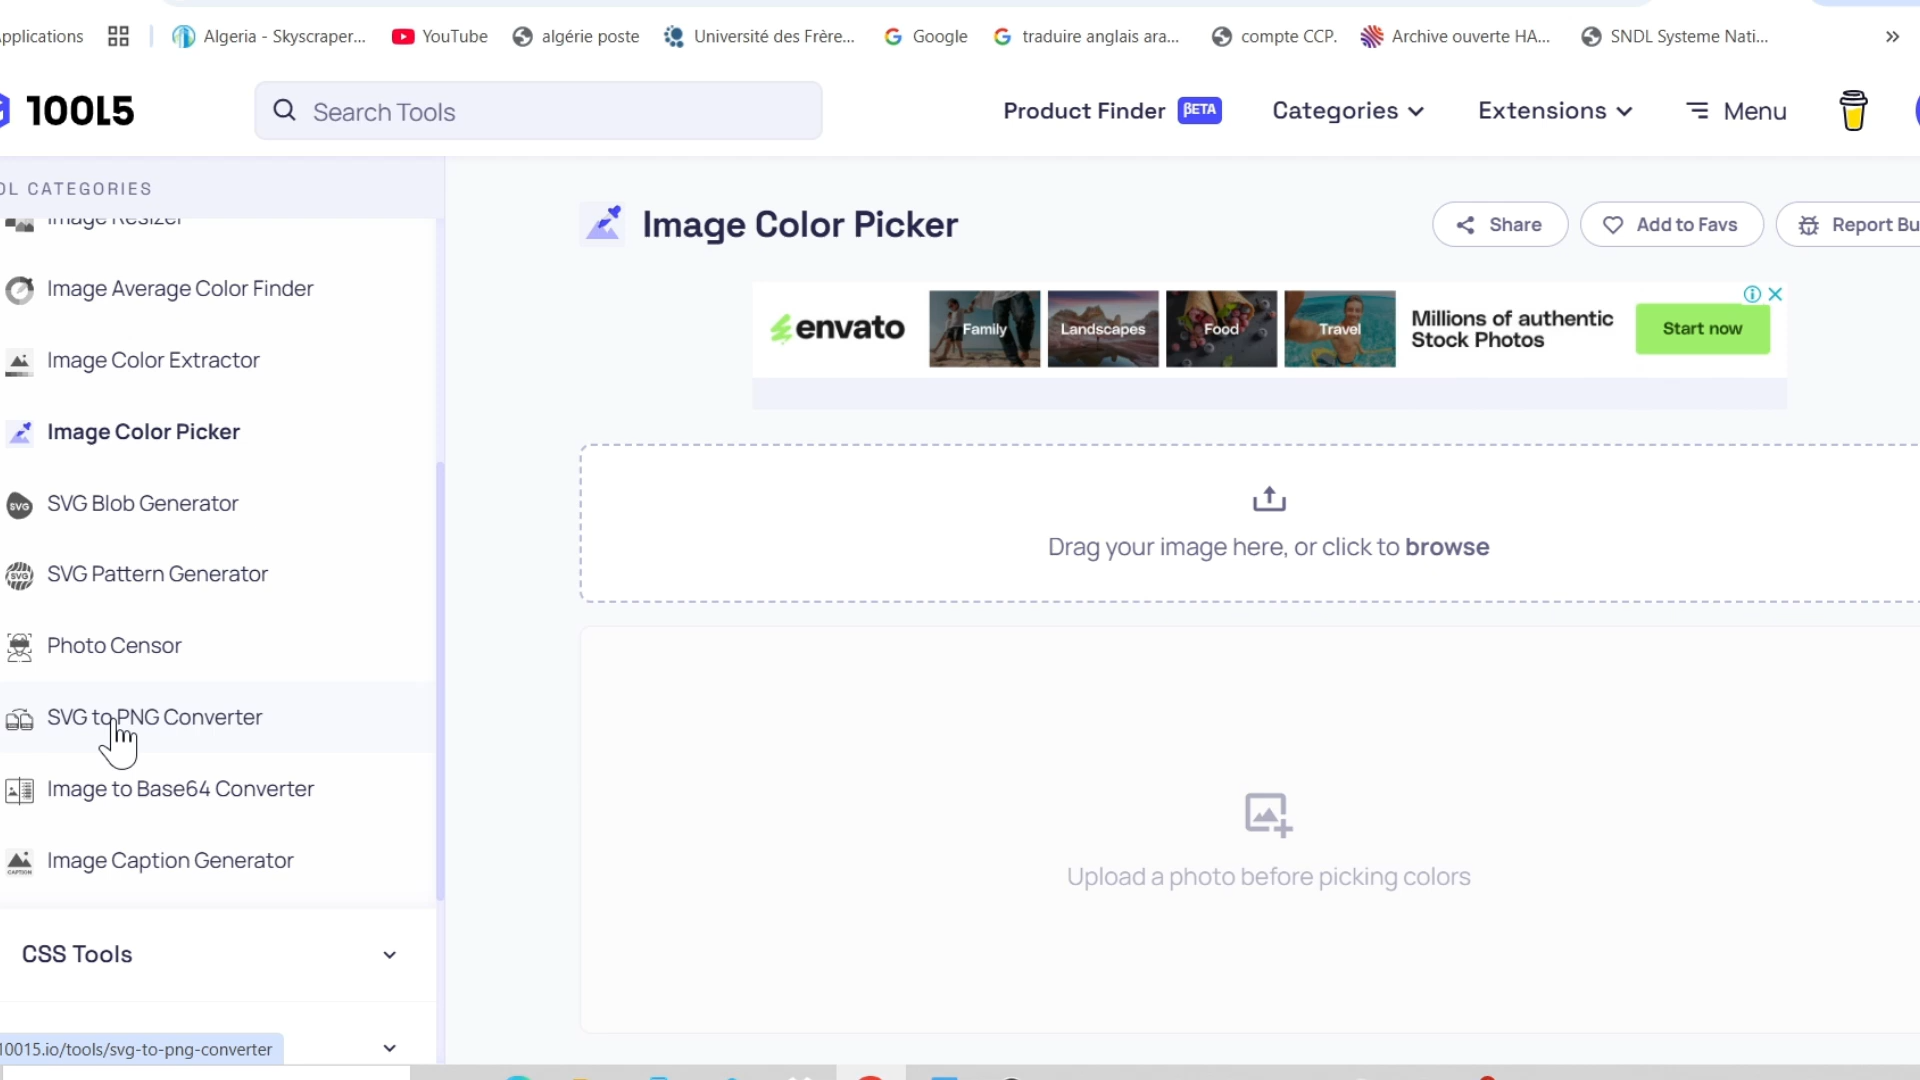 pplications
Algeria - Skyscraper...
YouTube
algérie poste
Université des Frère...
Google
traduire anglais ara...
compte CCP.
Archive ouverte HA...
SNDL Systeme Nati...
»
10015
Search Tools
Product Finder BETA
Categories
Extensions
Menu
OL CATEGORIES
Image Resizer
Image Average Color Finder
Image Color Extractor
Image Color Picker
SVG Blob Generator
SVG Pattern Generator
Photo Censor
SVG to PNG Converter
Image to Base64 Converter
Image Caption Generator
CSS Tools
10015.io/tools/svg-to-png-converter
Image Color Picker
Share
Add to Favs
Report Bu
envato
Family
Landscapes
Food
Travel
Millions of authentic
Stock Photos
Start now
Drag your image here, or click to browse
Upload a photo before picking colors